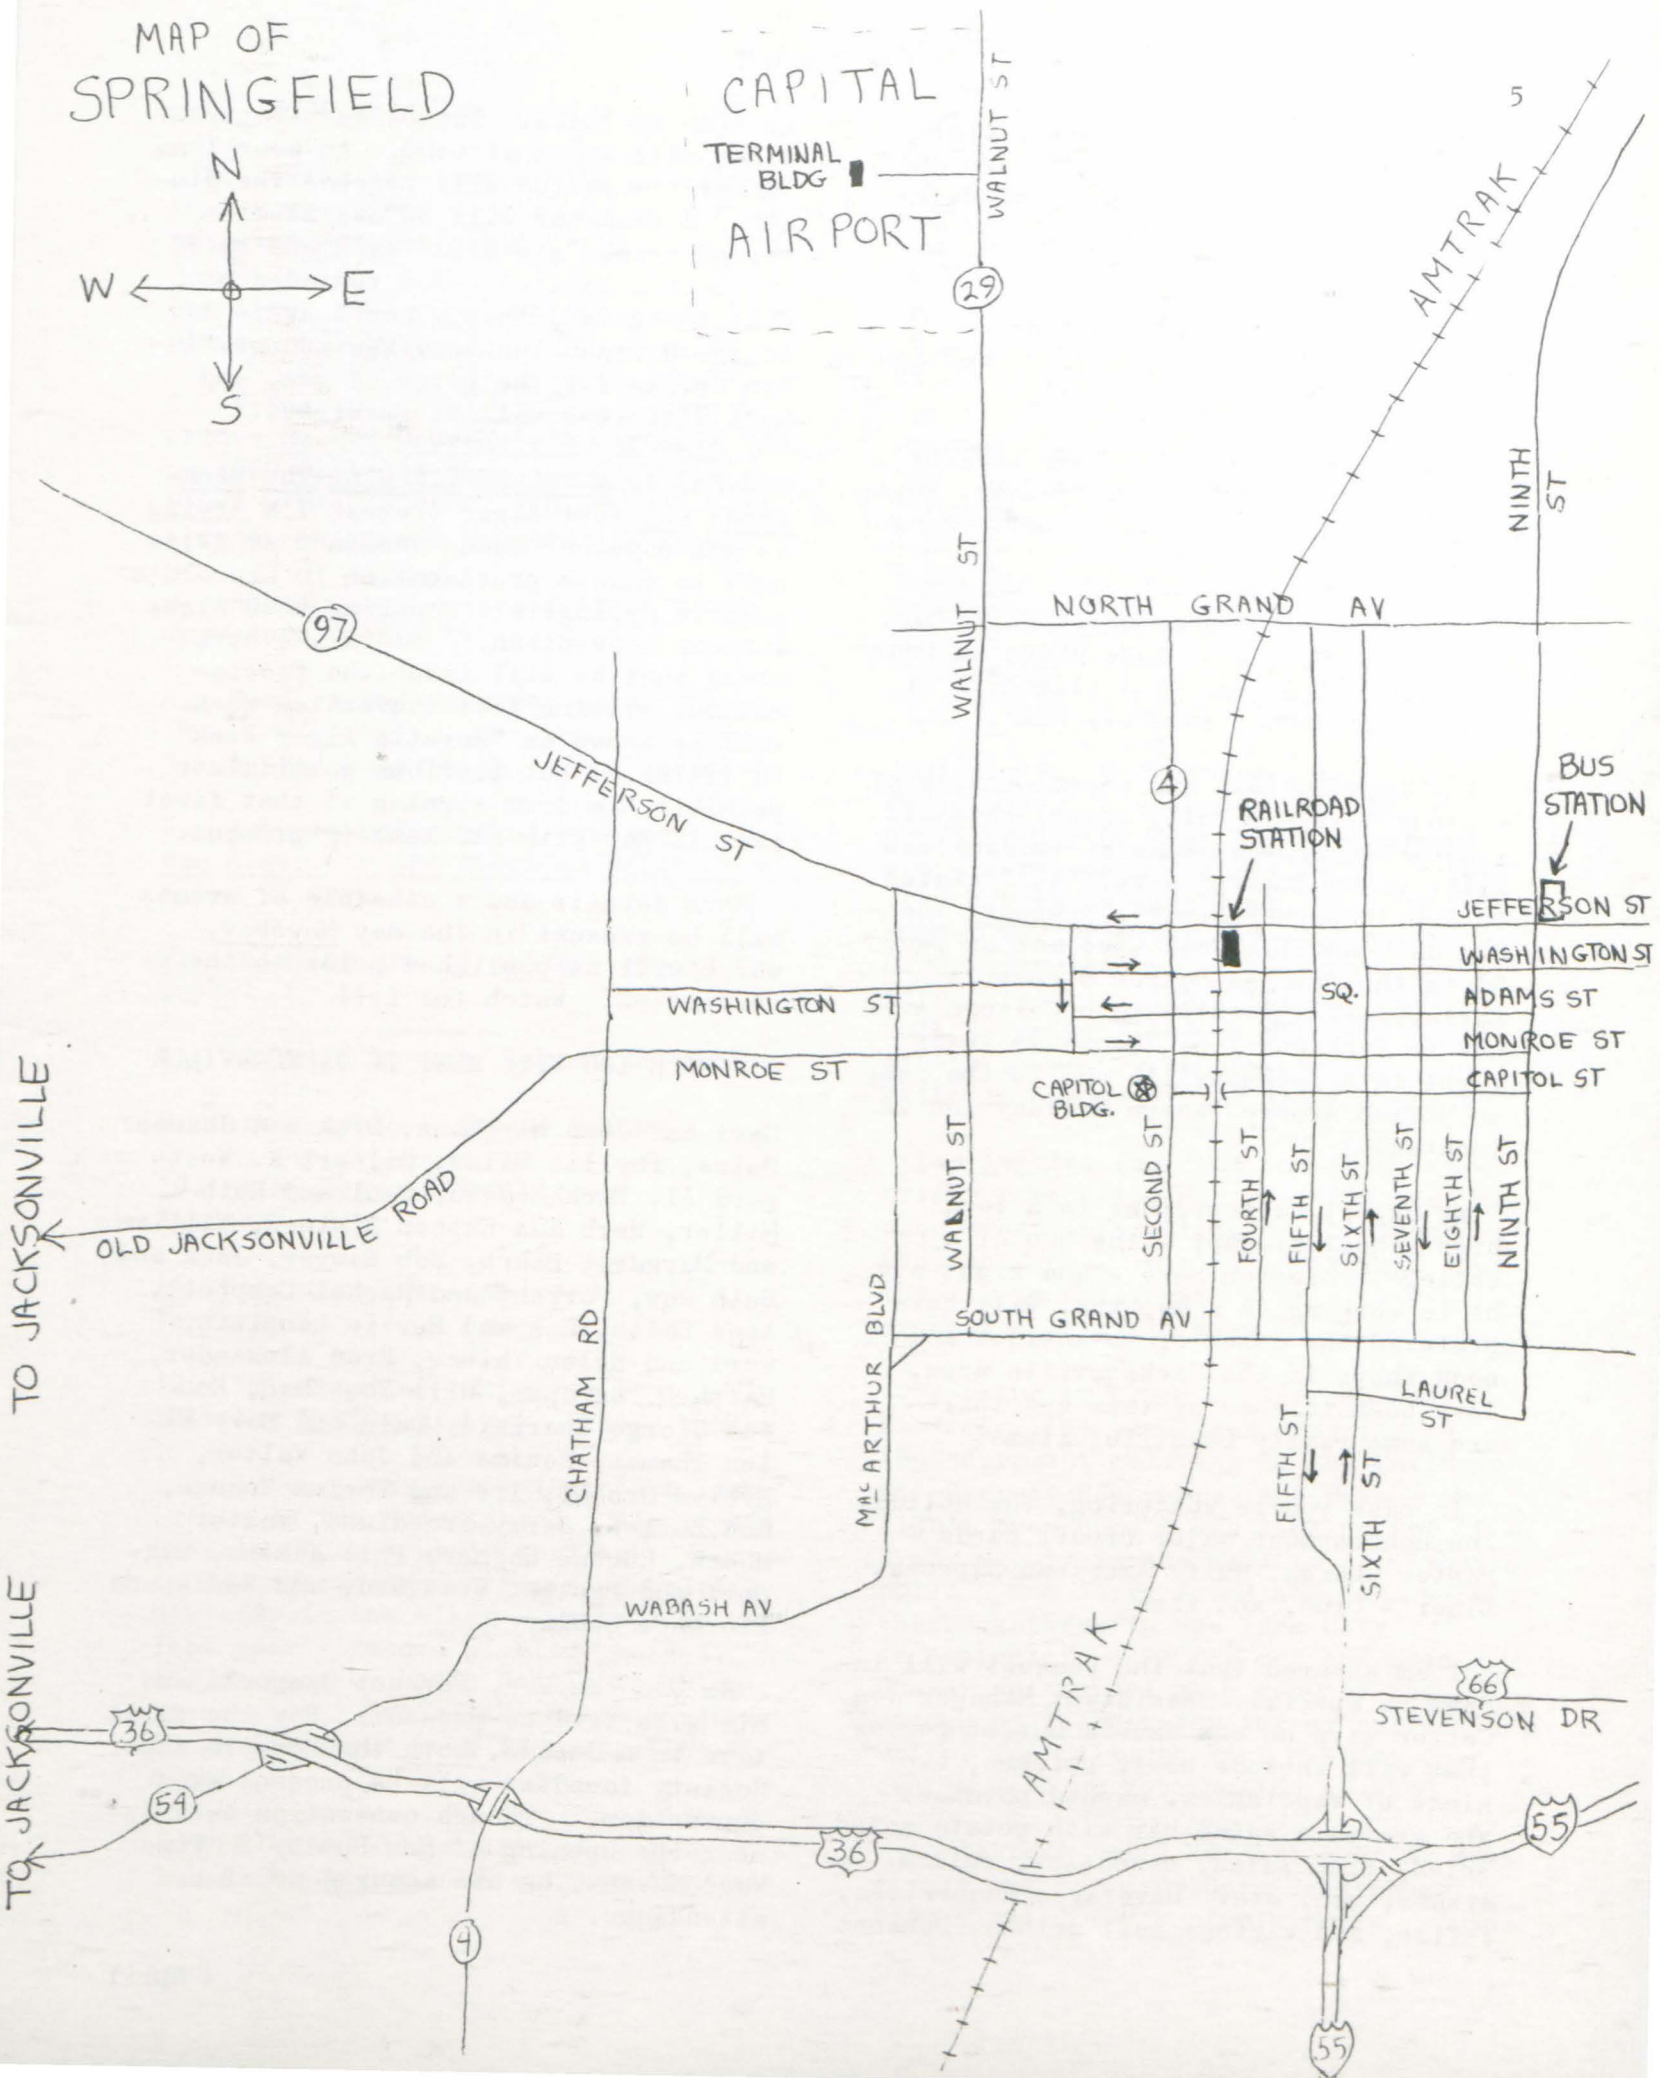 MAP OF
SPRINGFIELD
N
W E
S
CAPITAL
TERMINAL
BLDG
AIRPORT
WALNUT ST
29
5
AMTRAK
NINTH
ST
97
JEFFERSON ST
WALNUT ST
NORTH GRAND AV
4
RAILROAD
STATION
BUS
STATION
JEFFERSON ST
WASHINGTON ST
WASHINGTON ST
SQ.
ADAMS ST
MONROE ST
MONROE ST
CAPITOL
BLDG.
CAPITOL ST
TO JACKSONVILLE
OLD JACKSONVILLE ROAD
WALNUT ST
SECOND ST
FOURTH ST
FIFTH ST
SIXTH ST
SEVENTH ST
EIGHTH ST
NINTH ST
CHATHAM RD
MAC ARTHUR BLVD
SOUTH GRAND AV
LAUREL
ST
FIFTH ST
SIXTH ST
WABASH AV
AMTRAK
66
STEVENSON DR
TO JACKSONVILLE
36
54
36
55
4
55